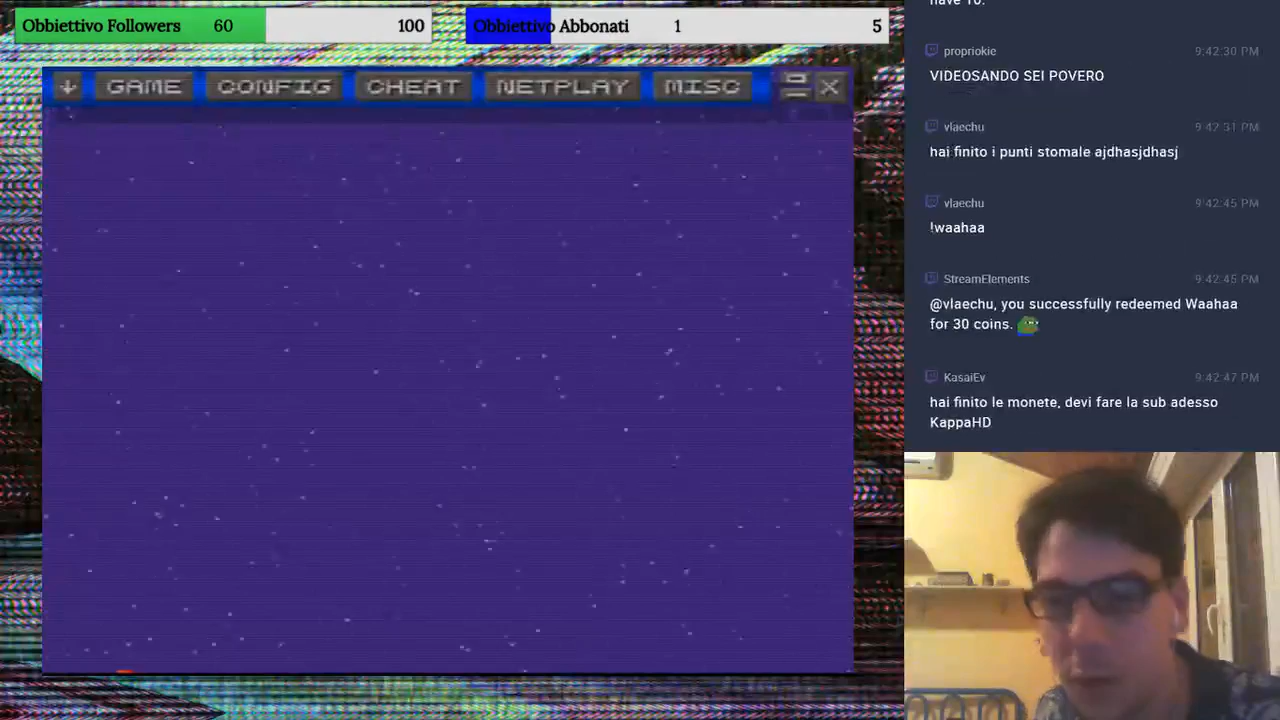 Obbiettivo Followers 60 100
Obbiettivo Abbonati 1 5
GAME CONFIG CHEAT NETPLAY MISC X
propriokie 9:42:30 PM
VIDEOSANDO SEI POVERO
vlaechu 9:42:31 PM
hai finito i punti stomale ajdhasjdhasj
vlaechu 9:42:45 PM
!waahaa
StreamElements 9:42:45 PM
@vlaechu, you successfully redeemed Waahaa
for 30 coins.
KasaiEv 9:42:47 PM
hai finito le monete, devi fare la sub adesso
KappaHD